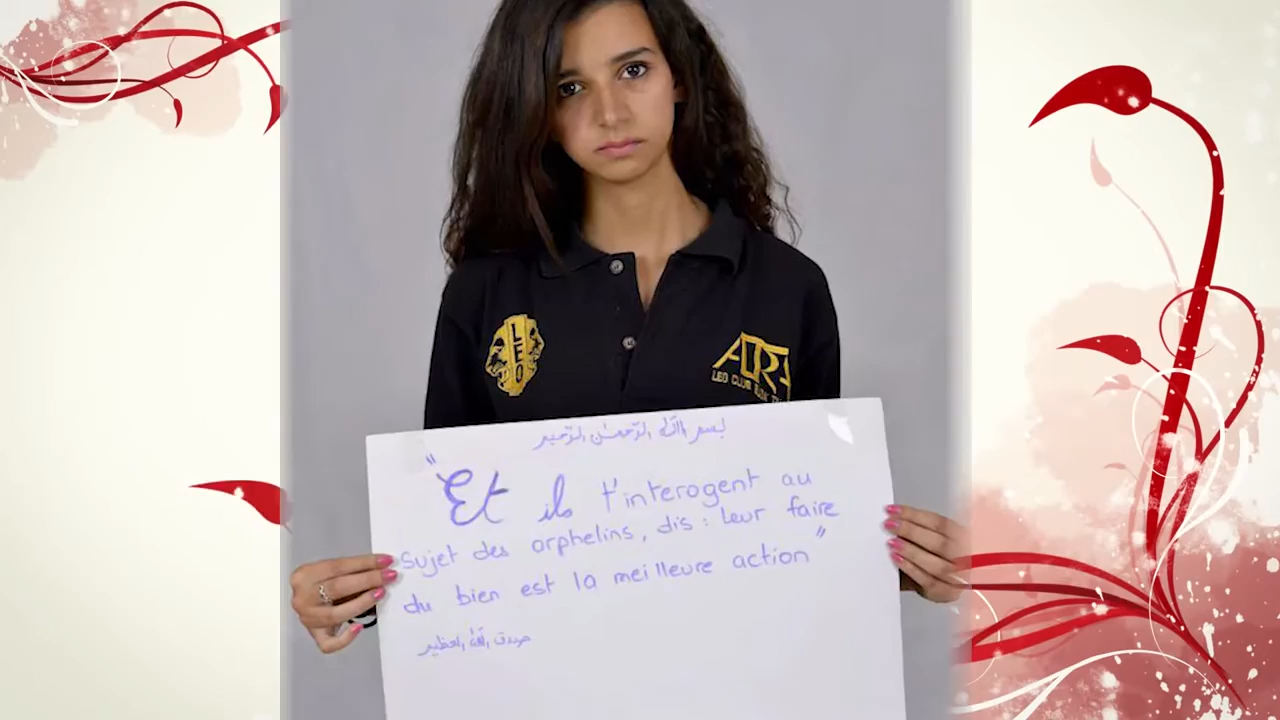 LEO
LEO CLUB
بسم الله الرحمن الرحيم
"Et ils t'interogent au
sujet des orphelins, dis : leur faire
du bien est la meilleure action"
صدق الله العظيم